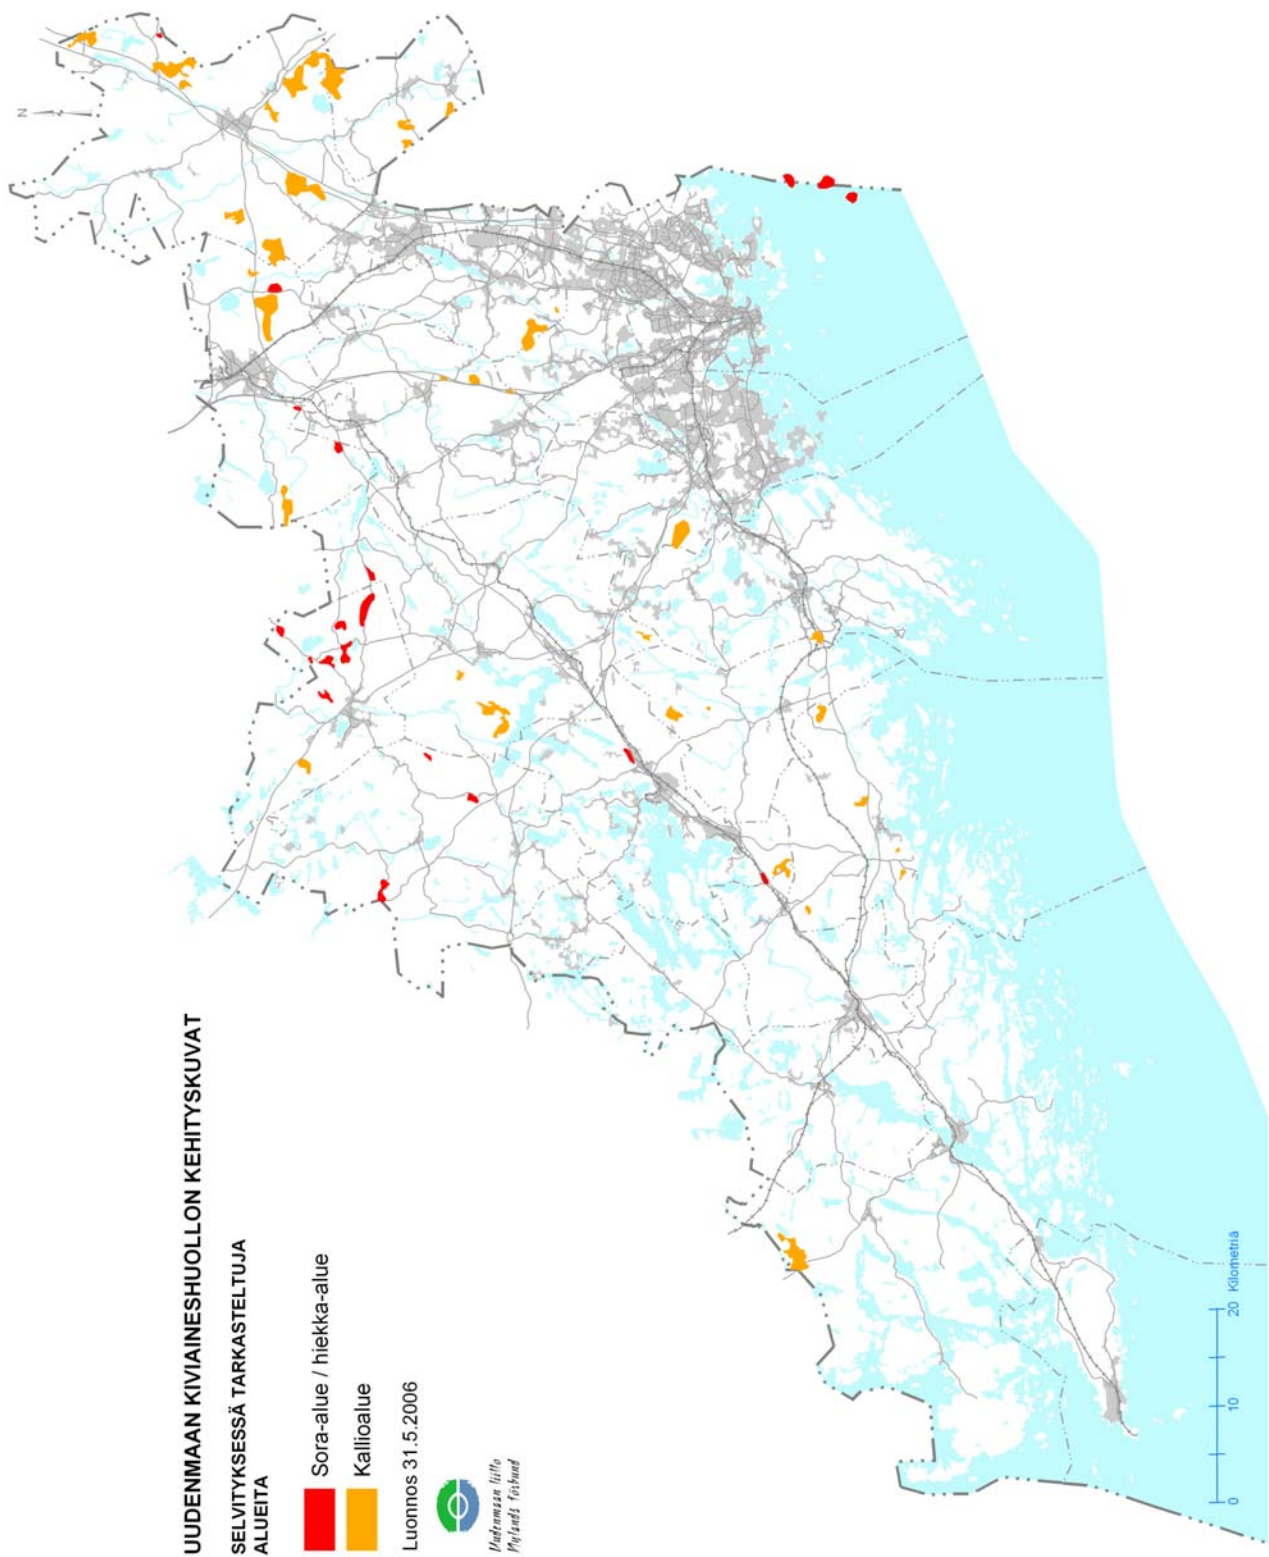 UUDENMAAN KIVIAINESHUOLLON KEHITYSKUVAT
SELVITYKSESSÄ TARKASTELTUJA
ALUEITA
Sora-alue / hiekka-alue
Kallioalue
Luonnos 31.5.2006
Uudenmaan liitto
Nylands förbund
N
0 10 20 Kilometriä